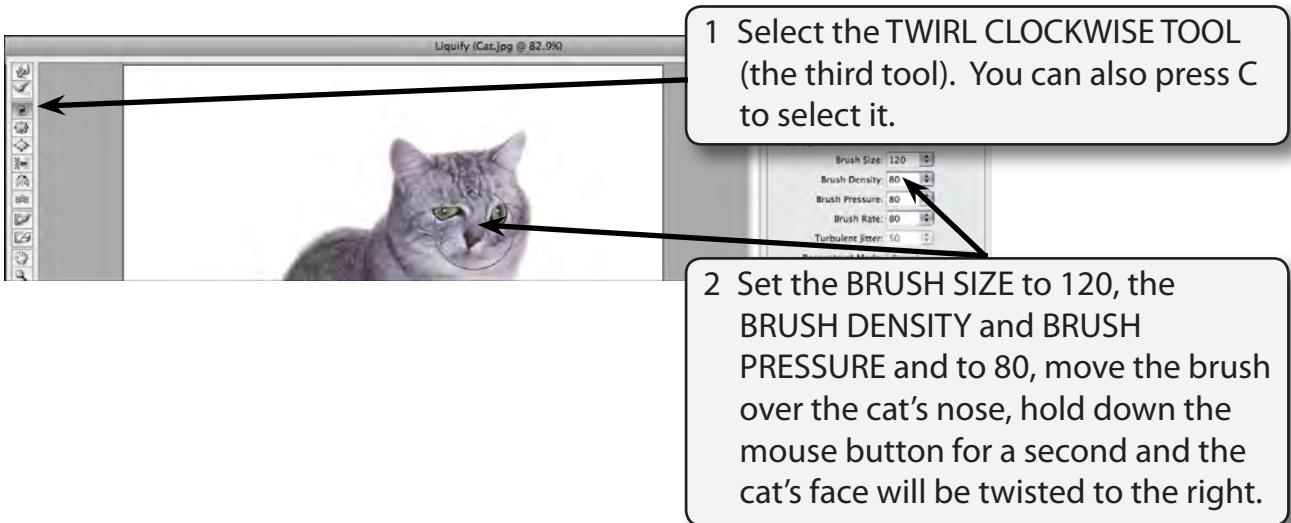 Liquify (Cat.jpg @ 82.9%)
1 Select the TWIRL CLOCKWISE TOOL
(the third tool). You can also press C
to select it.
Brush Size: 120
Brush Density: 80
Brush Pressure: 80
Brush Rate: 80
Turbulent Jitter: 50
2 Set the BRUSH SIZE to 120, the
BRUSH DENSITY and BRUSH
PRESSURE and to 80, move the brush
over the cat’s nose, hold down the
mouse button for a second and the
cat’s face will be twisted to the right.